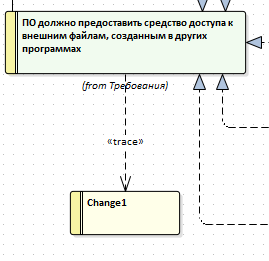 ПО должно предоставить средство доступа к
внешним файлам, созданным в других
программах
(from Требования)
«trace»
Change1